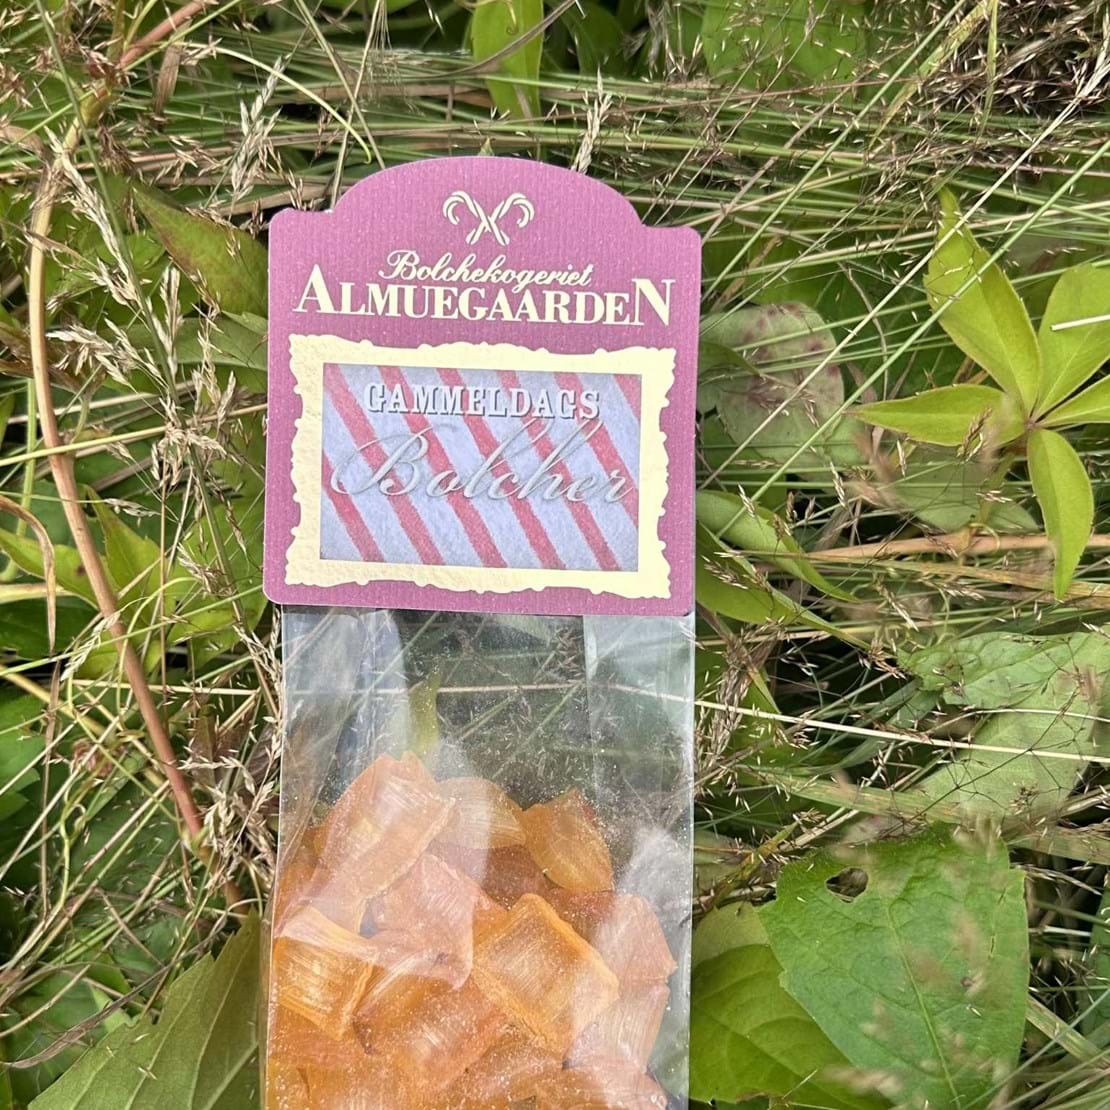 Bolchekogeriet
ALMUEGAARDEN
GAMMELDAGS
Bolcher